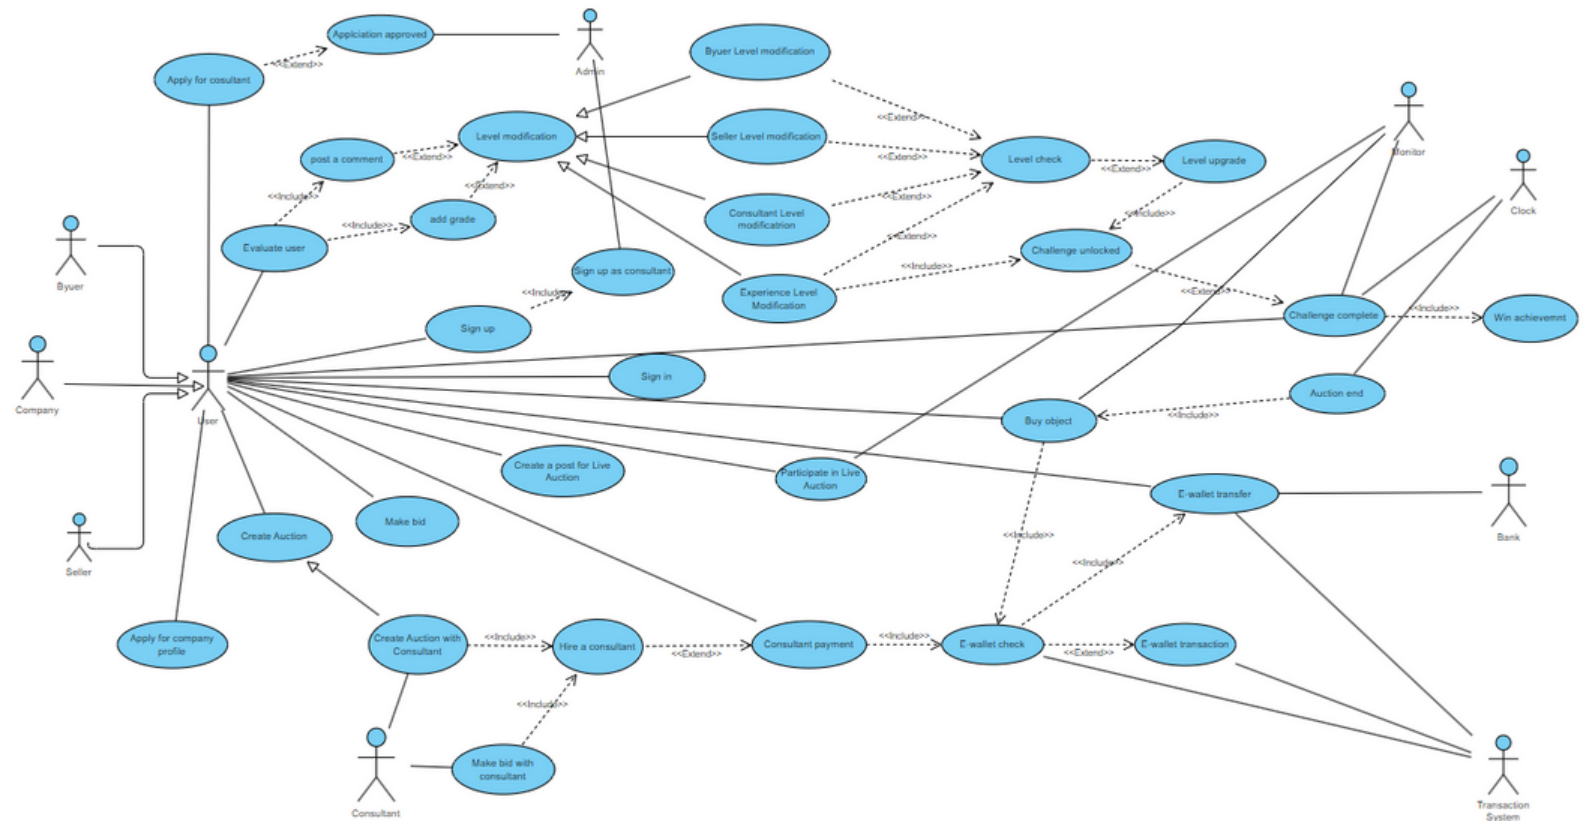 Applciation approved
Admin
Byuer Level modification
Apply for cosultant
<<Extend>>
Monitor
<<Extend>>
Level modification
Seller Level modification
post a comment
<<Extend>>
<<Extend>>
Level check
<<Extend>>
Level upgrade
Clock
<<Include>>
<<Extend>>
<<Extend>>
<<Include>>
add grade
Consultant Level
modificatrion
<<Include>>
Evaluate user
<<Extend>>
Challenge unlocked
Byuer
Sign up as consultant
<<Include>>
<<Include>>
Experience Level
Modification
<<Extend>>
Sign up
Challenge complete
<<Include>>
Win achievemnt
Company
User
Sign in
Auction end
Buy object
<<Include>>
Create a post for Live
Auction
Participate in Live
Auction
E-wallet transfer
Bank
Seller
Create Auction
Make bid
<<Include>>
<<Include>>
Apply for company
profile
Create Auction with
Consultant
<<Include>>
Hire a consultant
<<Extend>>
Consultant payment
<<Include>>
E-wallet check
<<Extend>>
E-wallet transaction
<<Include>>
Make bid with
consultant
Consultant
Transaction
System